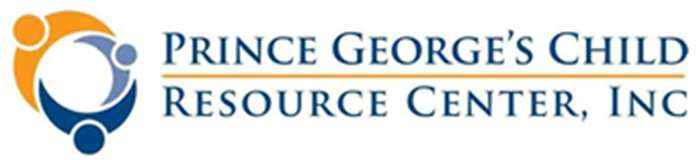 PRINCE GEORGE'S CHILD
RESOURCE CENTER, INC